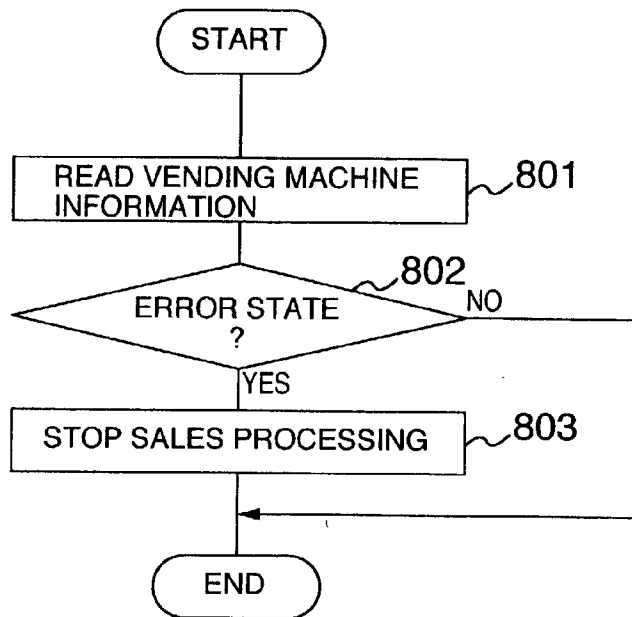 START
READ VENDING MACHINE
INFORMATION
801
802
ERROR STATE
?
NO
YES
STOP SALES PROCESSING
803
END